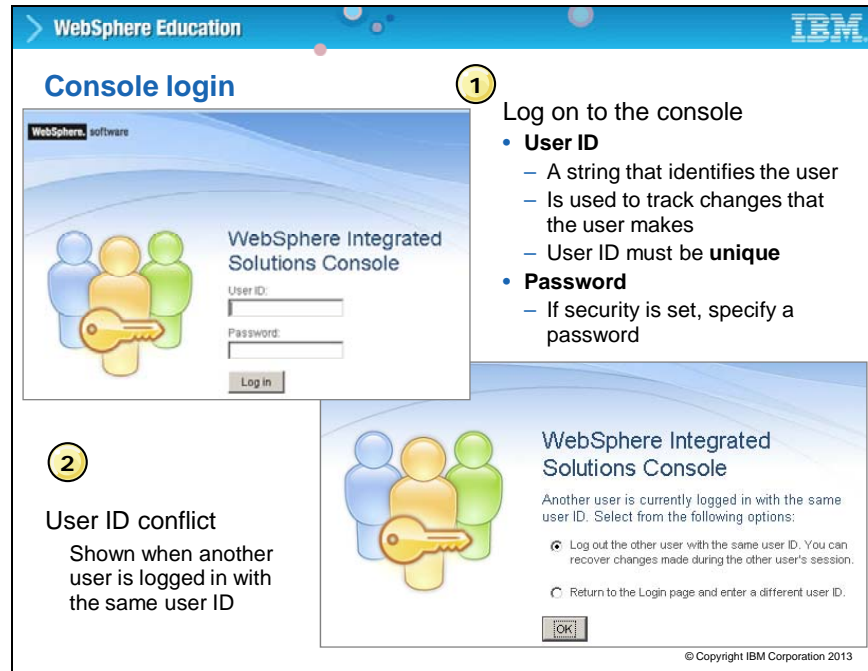 WebSphere Education
IBM.
Console login
1
WebSphere. software
WebSphere Integrated
Solutions Console
User ID:
Password:
Log in
Log on to the console
• User ID
– A string that identifies the user
– Is used to track changes that
the user makes
– User ID must be unique
• Password
– If security is set, specify a
password
2
User ID conflict
Shown when another
user is logged in with
the same user ID
WebSphere Integrated
Solutions Console
Another user is currently logged in with the same
user ID. Select from the following options:
Log out the other user with the same user ID. You can
recover changes made during the other user's session.
Return to the Login page and enter a different user ID.
OK
© Copyright IBM Corporation 2013